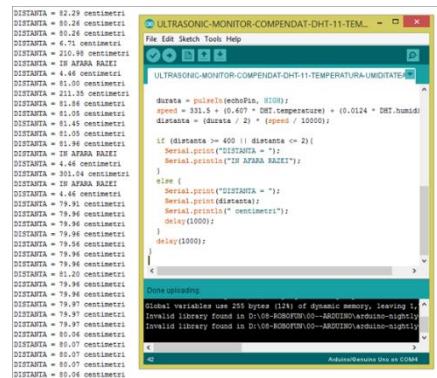 DISTANTA = 82.29 centimetri
DISTANTA = 80.26 centimetri
DISTANTA = 80.26 centimetri
DISTANTA = 6.71 centimetri
DISTANTA = 210.98 centimetri
DISTANTA = IN AFARA RAZEI
DISTANTA = 4.46 centimetri
DISTANTA = 81.00 centimetri
DISTANTA = 211.35 centimetri
DISTANTA = 81.86 centimetri
DISTANTA = 81.05 centimetri
DISTANTA = 81.45 centimetri
DISTANTA = 81.05 centimetri
DISTANTA = 81.96 centimetri
DISTANTA = IN AFARA RAZEI
DISTANTA = 4.46 centimetri
DISTANTA = 301.04 centimetri
DISTANTA = IN AFARA RAZEI
DISTANTA = 4.46 centimetri
DISTANTA = 79.91 centimetri
DISTANTA = 79.96 centimetri
DISTANTA = 79.96 centimetri
DISTANTA = 79.96 centimetri
DISTANTA = 79.56 centimetri
DISTANTA = 79.96 centimetri
DISTANTA = 79.96 centimetri
DISTANTA = 81.20 centimetri
DISTANTA = 79.96 centimetri
DISTANTA = 79.96 centimetri
DISTANTA = 79.97 centimetri
DISTANTA = 79.97 centimetri
DISTANTA = 79.97 centimetri
DISTANTA = 80.06 centimetri
DISTANTA = 80.07 centimetri
DISTANTA = 80.07 centimetri
DISTANTA = 80.07 centimetri
DISTANTA = 80.06 centimetri
ULTRASONIC-MONITOR-COMPENDAT-DHT-11-TEM...
File Edit Sketch Tools Help
ULTRASONIC-MONITOR-COMPENDAT-DHT-11-TEMPERATURA-UMIDITATE
durata = pulseIn(echoPin, HIGH);
speed = 331.5 + (0.607 * DHT.temperature) + (0.0124 * DHT.humid
distanta = (durata / 2) * (speed / 10000);
if (distanta >= 400 || distanta <= 2){
Serial.print("DISTANTA = ");
Serial.println("IN AFARA RAZEI");
}
else {
Serial.print("DISTANTA = ");
Serial.print(distanta);
Serial.println(" centimetri");
delay(1000);
}
delay(1000);
}
Done uploading.
Global variables use 255 bytes (12%) of dynamic memory, leaving 1,
Invalid library found in D:\08-ROBOFUN\00--ARDUINO\arduino-nightly
Invalid library found in D:\08-ROBOFUN\00--ARDUINO\arduino-nightly
42
Arduino/Genuino Uno on COM4